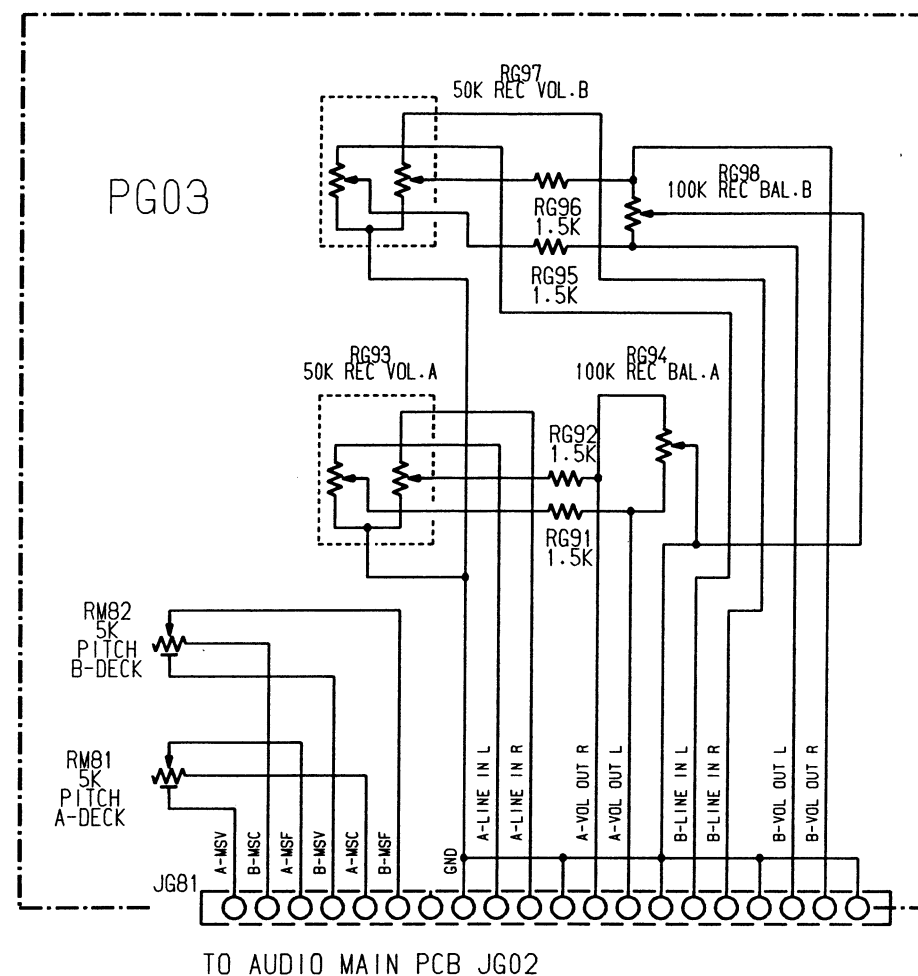 RG97
50K REC VOL.B
PG03
RG98
100K REC BAL.B
RG96
1.5K
RG95
1.5K
RG93
50K REC VOL.A
RG94
100K REC BAL.A
RG92
1.5K
RG91
1.5K
RM82
5K
PITCH
B-DECK
RM81
5K
PITCH
A-DECK
A-MSV
B-MSC
A-MSF
B-MSV
A-MSC
B-MSF
GND
A-LINE IN L
A-LINE IN R
A-VOL OUT R
A-VOL OUT L
B-LINE IN L
B-LINE IN R
B-VOL OUT L
B-VOL OUT R
JG81
TO AUDIO MAIN PCB JG02